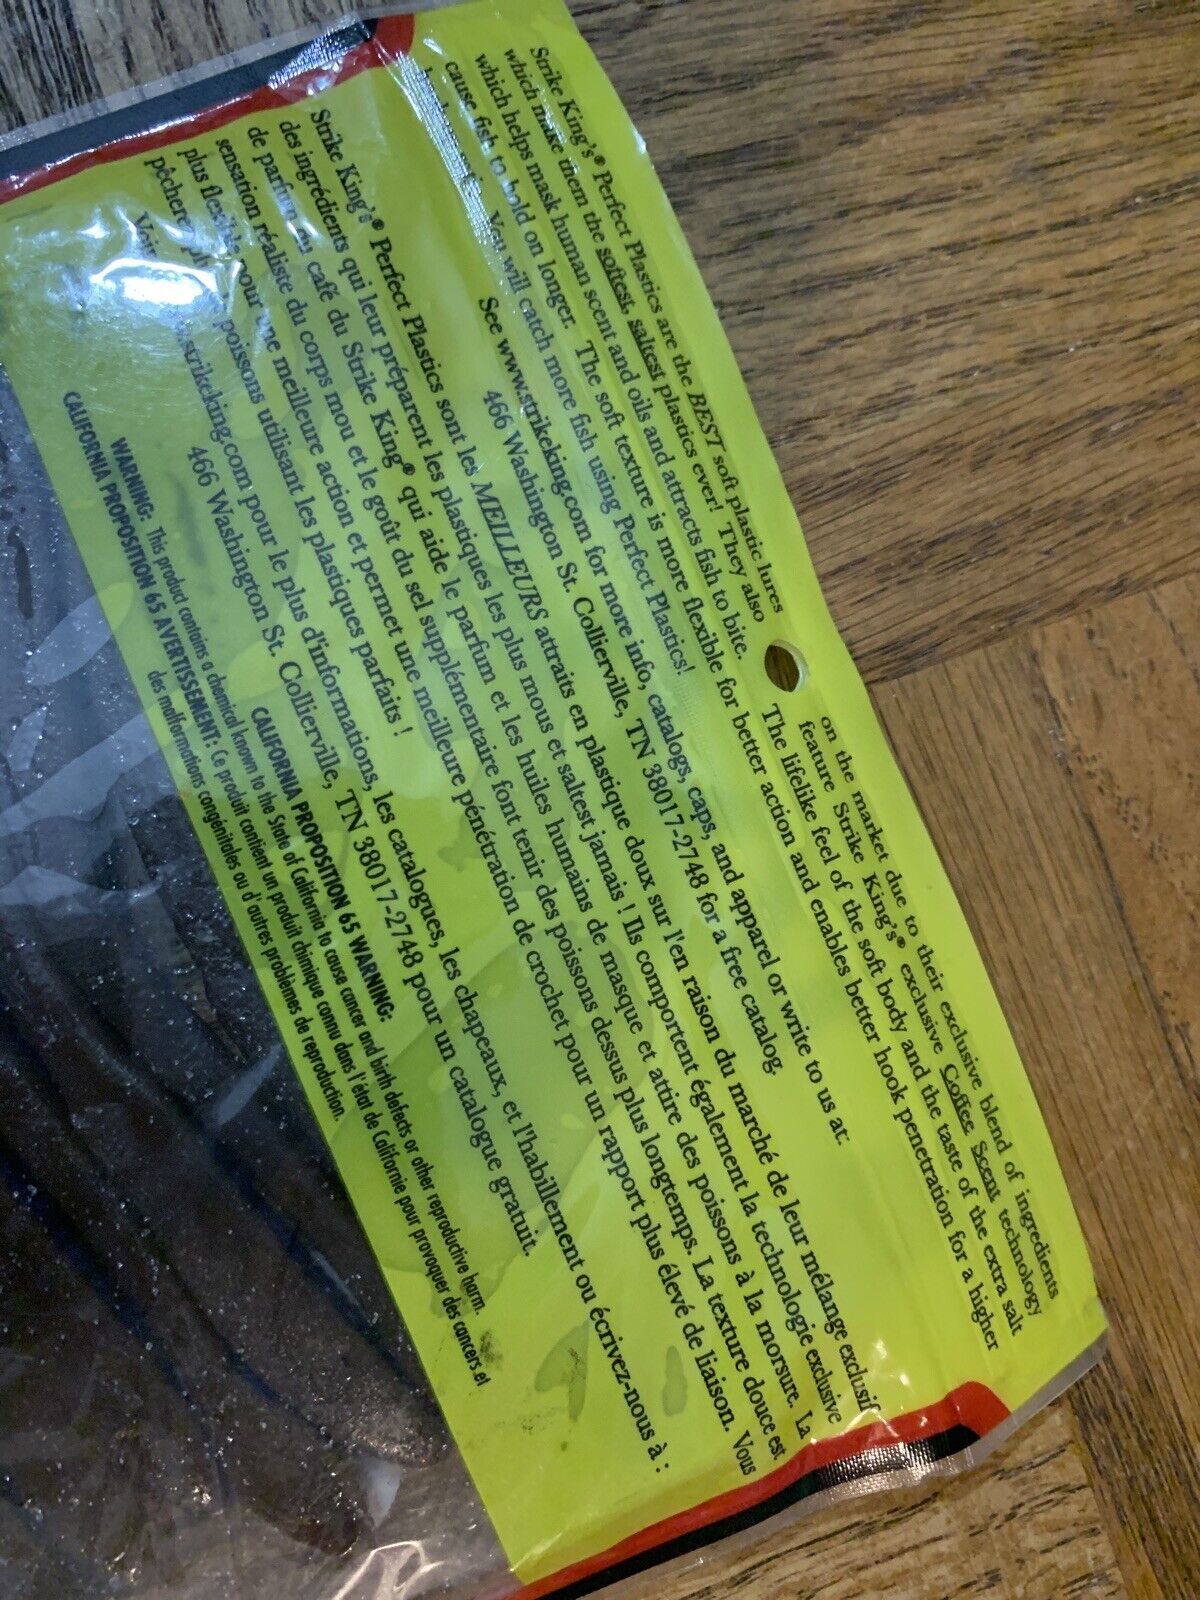 Strike King's® Perfect Plastics are the BEST soft plastic lures on the market due to their exclusive blend of ingredients
which make them the softest, saltest plastics ever! They also feature Strike King's® exclusive Coffee Scent technology
which helps mask human scent and oils and attracts fish to bite. The lifelike feel of the soft body and the taste of the extra salt
cause fish to hold on longer. The soft texture is more flexible for better action and enables better hook penetration for a higher
You will catch more fish using Perfect Plastics!
See www.strikeking.com for more info, catalogs, caps, and apparel or write to us at:
466 Washington St. Collierville, TN 38017-2748 for a free catalog.
Strike King's® Perfect Plastics sont les MEILLEURS attraits en plastique doux sur l'en raison du marché de leur mélange exclusif
des ingrédients qui leur préparent les plastiques les plus mous et saltest jamais ! Ils comportent également la technologie exclusive
de parfum du café du Strike King® qui aide le parfum et les huiles humains de masque et attire des poissons à la morsure. La
sensation réaliste du corps mou et le goût du sel supplémentaire font tenir des poissons dessus plus longtemps. La texture douce est
plus flexible pour une meilleure action et permet une meilleure pénétration de crochet pour un rapport plus élevé de liaison. Vous
pêcherez poissons utilisant les plastiques parfaits !
strikeking.com pour le plus d'informations, les catalogues, les chapeaux, et l'habillement ou écrivez-nous à :
466 Washington St. Collierville, TN 38017-2748 pour un catalogue gratuit.
CALIFORNIA PROPOSITION 65 WARNING:
WARNING: This product contains a chemical known to the State of California to cause cancer and birth defects or other reproductive harm.
CALIFORNIA PROPOSITION 65 AVERTISSEMENT: Ce produit contient un produit chimique connu dans l'état de Californie pour provoquer des cancers et
des malformations congénitales ou d'autres problèmes de reproduction.